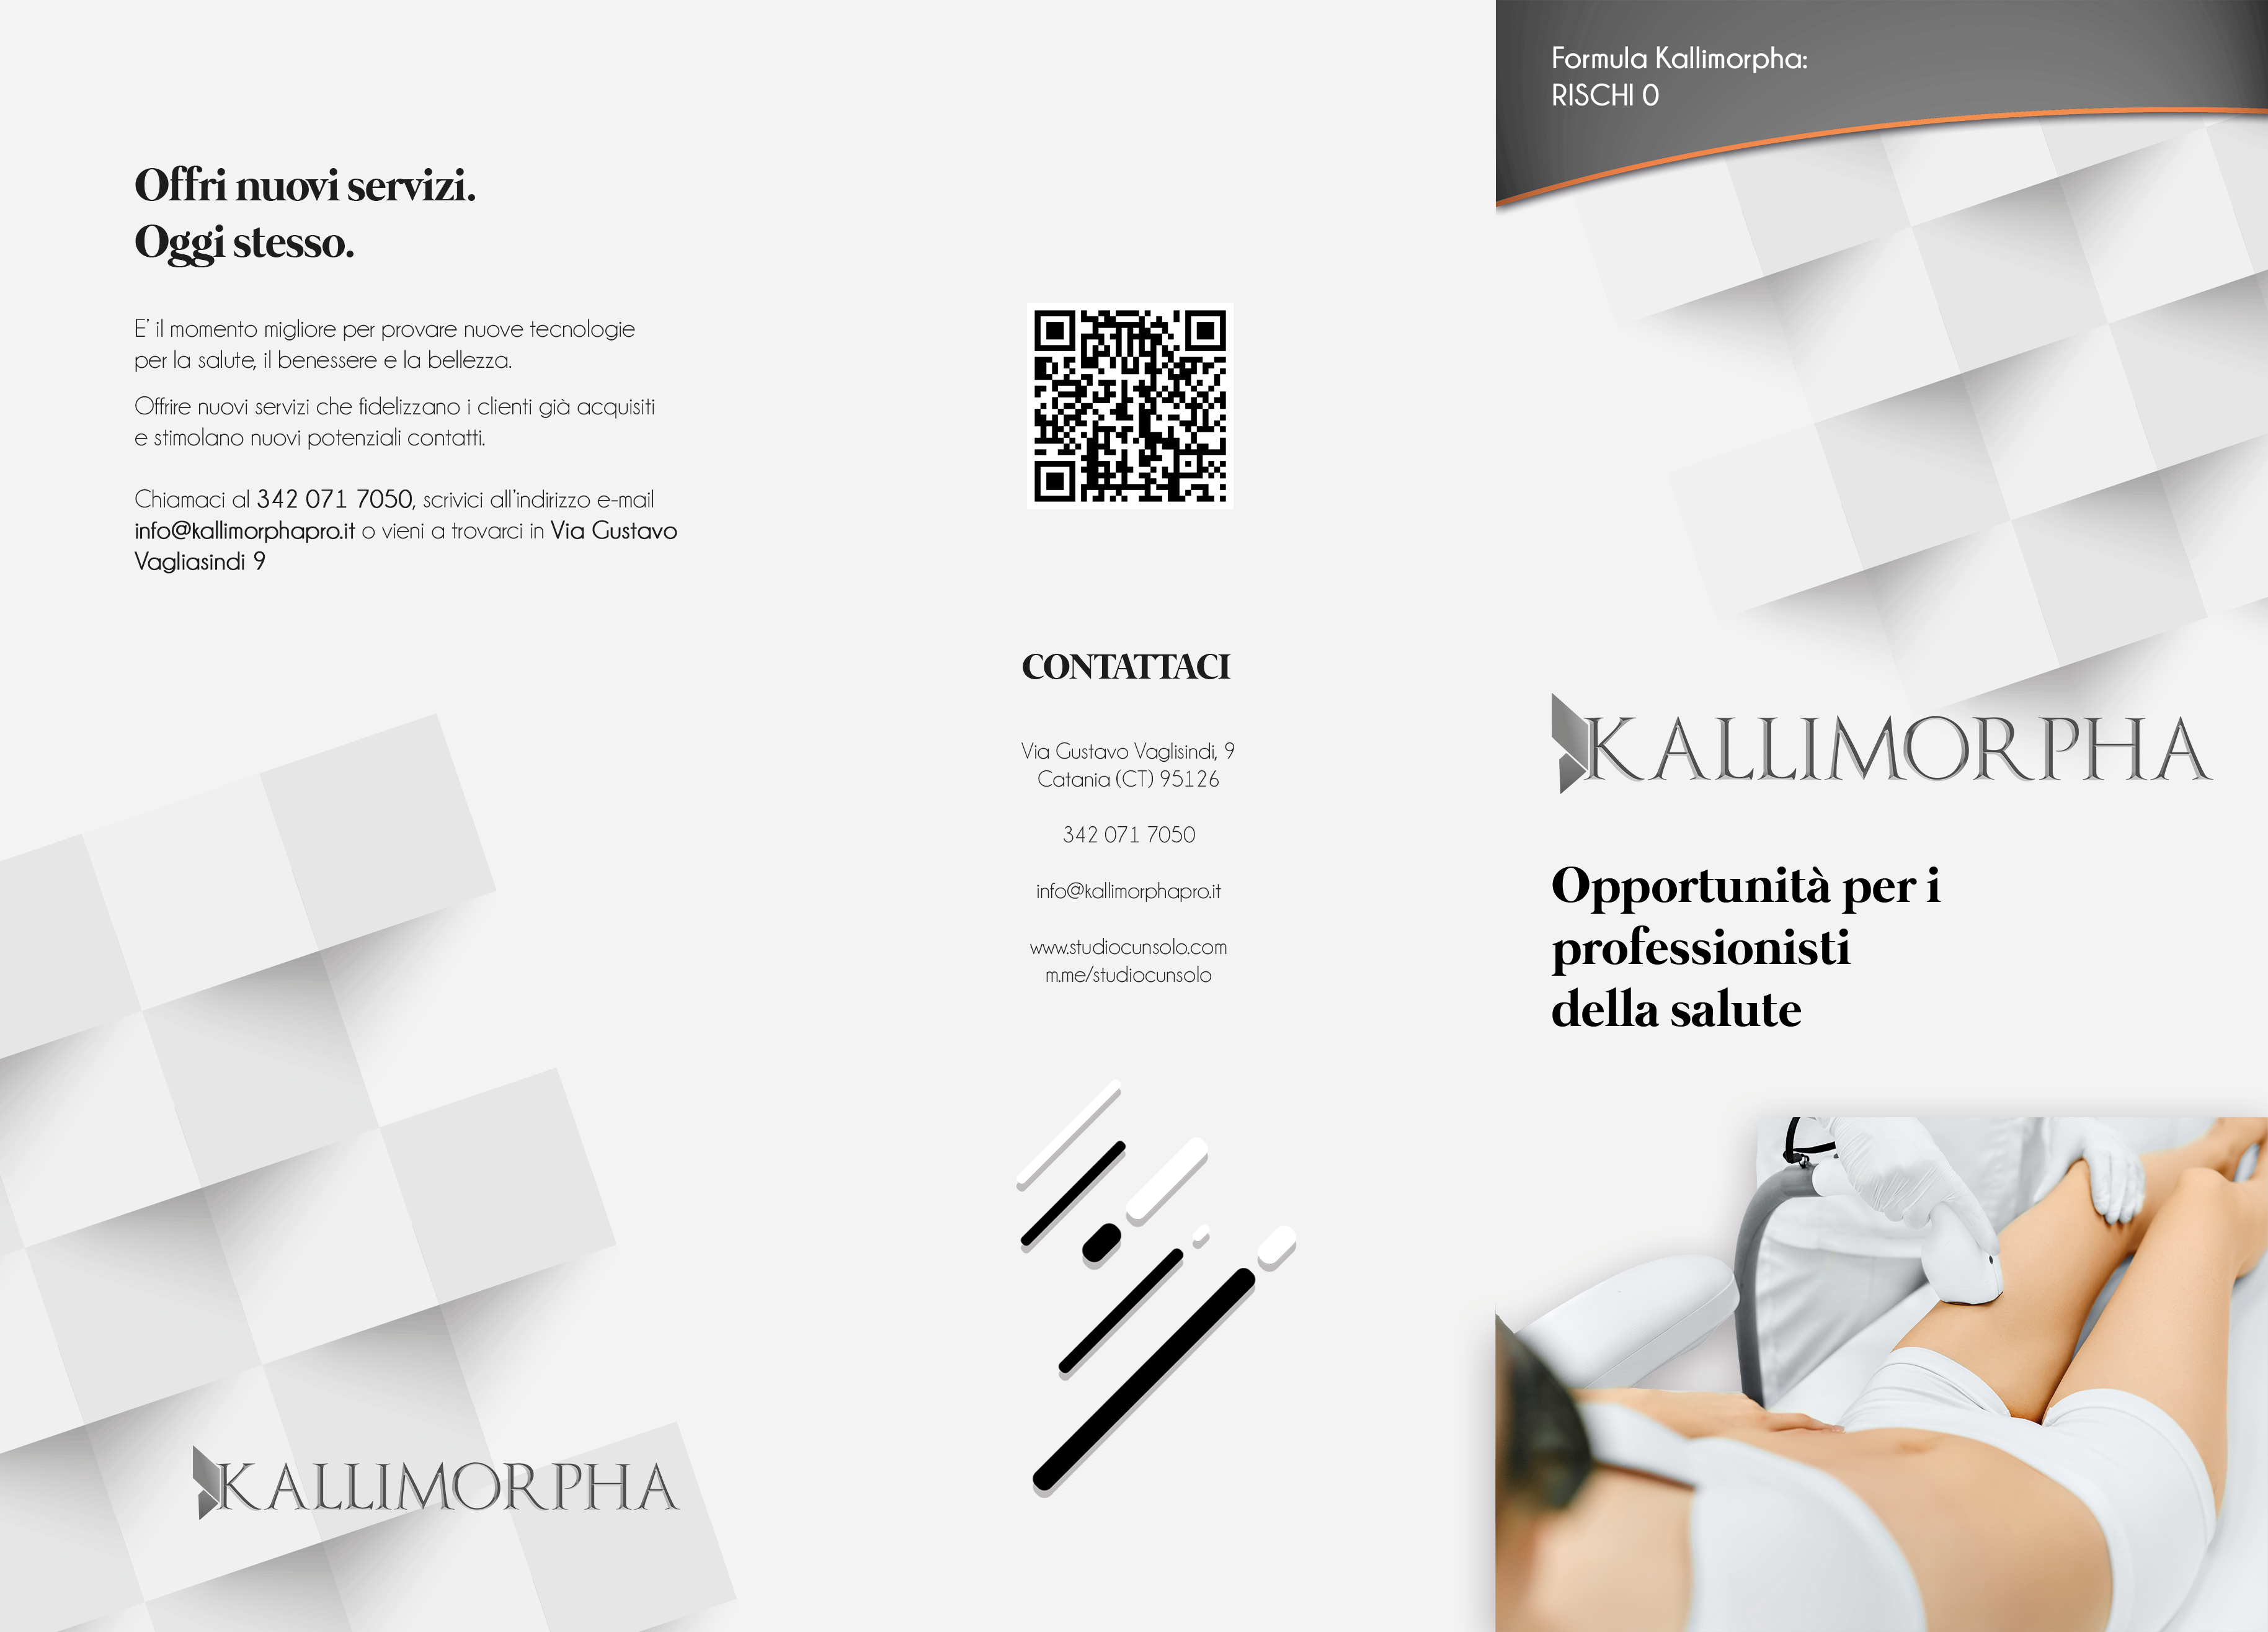 Offri nuovi servizi.
Oggi stesso.
E' il momento migliore per provare nuove tecnologie
per la salute, il benessere e la bellezza.
Offrire nuovi servizi che fidelizzano i clienti già acquisiti
e stimolano nuovi potenziali contatti.
Chiamaci al 342 071 7050, scrivici all'indirizzo e-mail
info@kallimorphapro.it o vieni a trovarci in Via Gustavo
Vagliasindi 9
KALLIMORPHA
CONTATTACI
Via Gustavo Vaglisindi, 9
Catania (CT) 95126
342 071 7050
info@kallimorphapro.it
www.studiocunsolo.com
m.me/studiocunsolo
Formula Kallimorpha:
RISCHI 0
KALLIMORPHA
Opportunità per i
professionisti
della salute